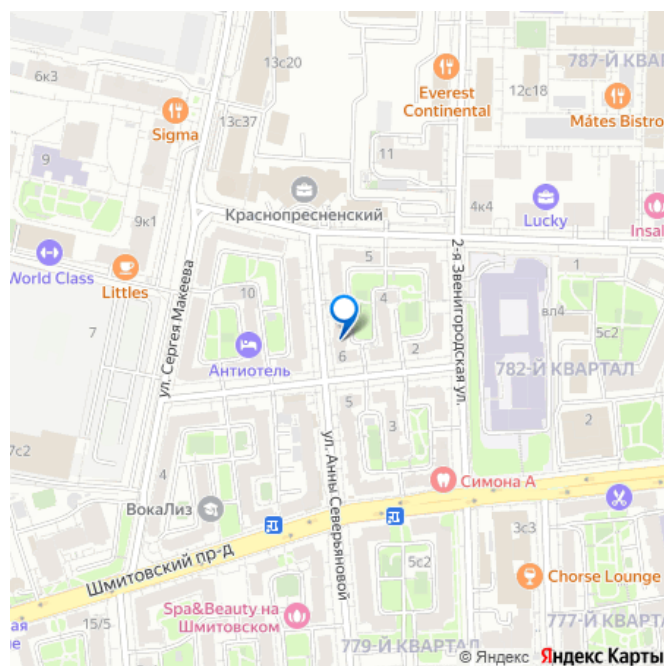 787-Й КВАРТ
13с20
6к3
Everest
Continental
12с18
Mátes Bistro
13с37
Sigma
11
9
Краснопресненский
4к4
Lucky
9к1
Insal
World Class
Littles
ул. Сергея Макеева
2-я Звенигородская ул.
5
1
10
4
7
вл4
5с2
Антиотель
6
2
782-Й КВАРТАЛ
5
3
2
7с2
4
Симона А
ВокаЛиз
ул. Анны Северьяновой
Шмитовский пр-д
3с3
5с2
Chorse Lounge
Spa&Beauty на
Шмитовском
15/5
779-Й КВАРТАЛ
777-Й КВАРТА
© Яндекс Яндекс Карты